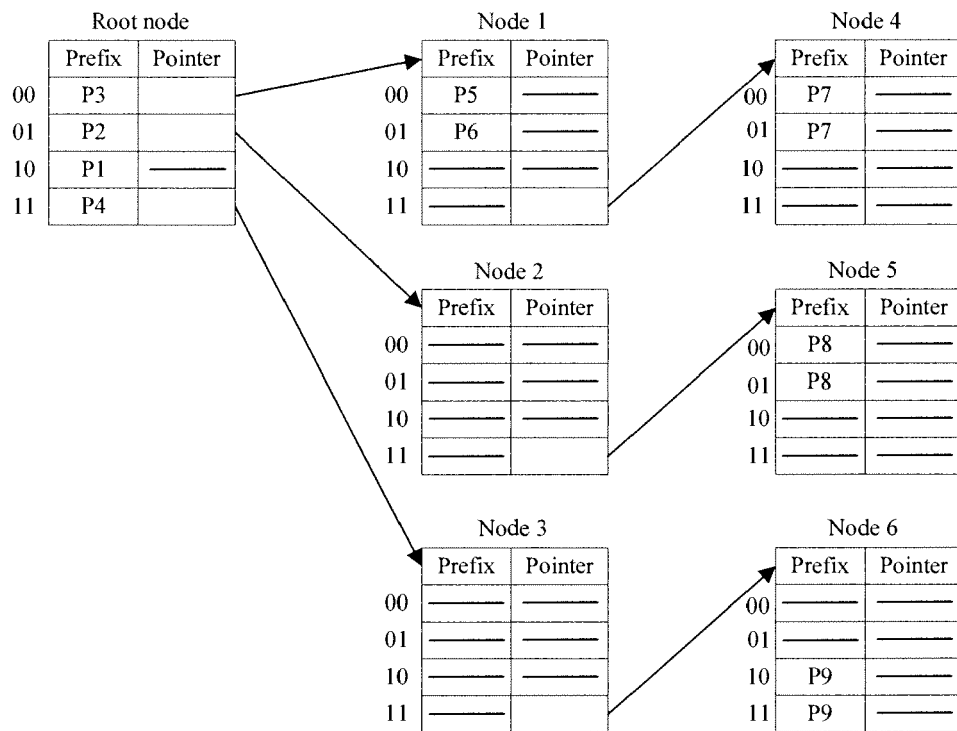 Root node
Prefix Pointer
00 P3
01 P2
10 P1
11 P4
Node 1
Prefix Pointer
00 P5
01 P6
10
11
Node 4
Prefix Pointer
00 P7
01 P7
10
11
Node 2
Prefix Pointer
00
01
10
11
Node 5
Prefix Pointer
00 P8
01 P8
10
11
Node 3
Prefix Pointer
00
01
10
11
Node 6
Prefix Pointer
00
01
10 P9
11 P9